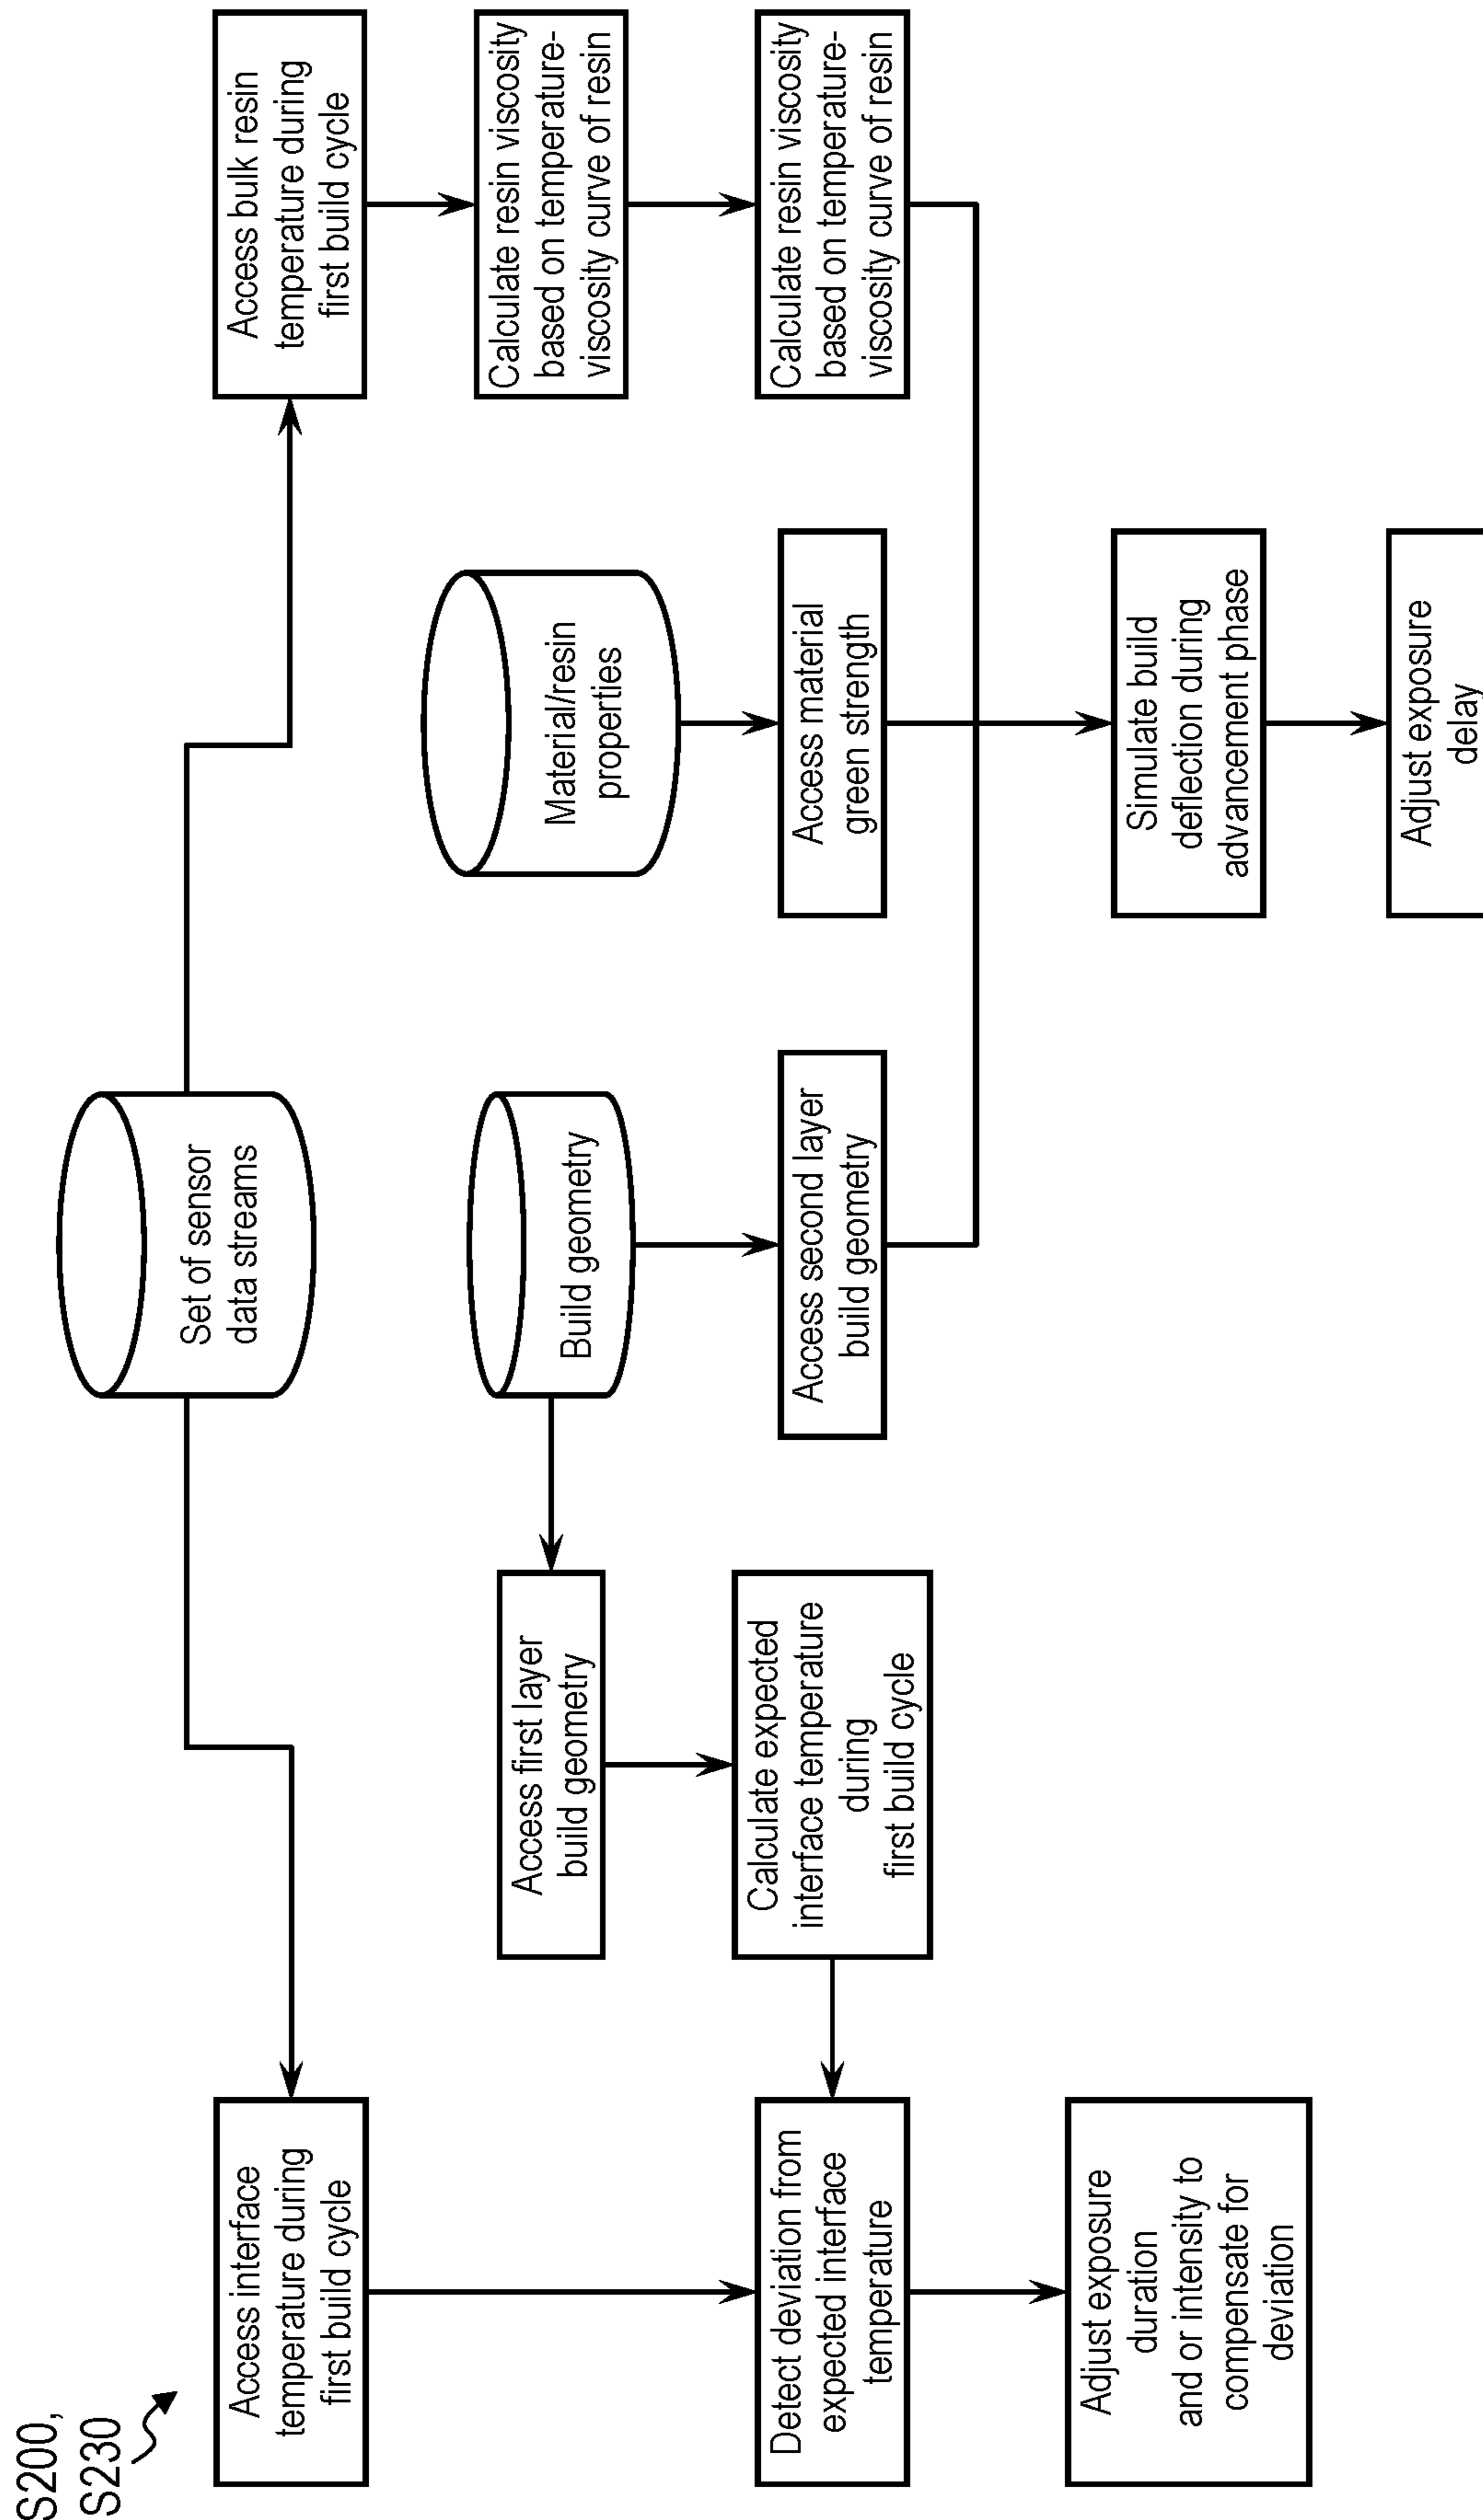 S200,
S230
Set of sensor
data streams
Access interface
temperature during
first build cycle
Access bulk resin
temperature during
first build cycle
Build geometry
Material/resin
properties
Calculate resin viscosity
based on temperature-
viscosity curve of resin
Access first layer
build geometry
Calculate expected
interface temperature
during
first build cycle
Detect deviation from
expected interface
temperature
Access second layer
build geometry
Access material
green strength
Calculate resin viscosity
based on temperature-
viscosity curve of resin
Adjust exposure
duration
and or intensity to
compensate for
deviation
Simulate build
deflection during
advancement phase
Adjust exposure
delay